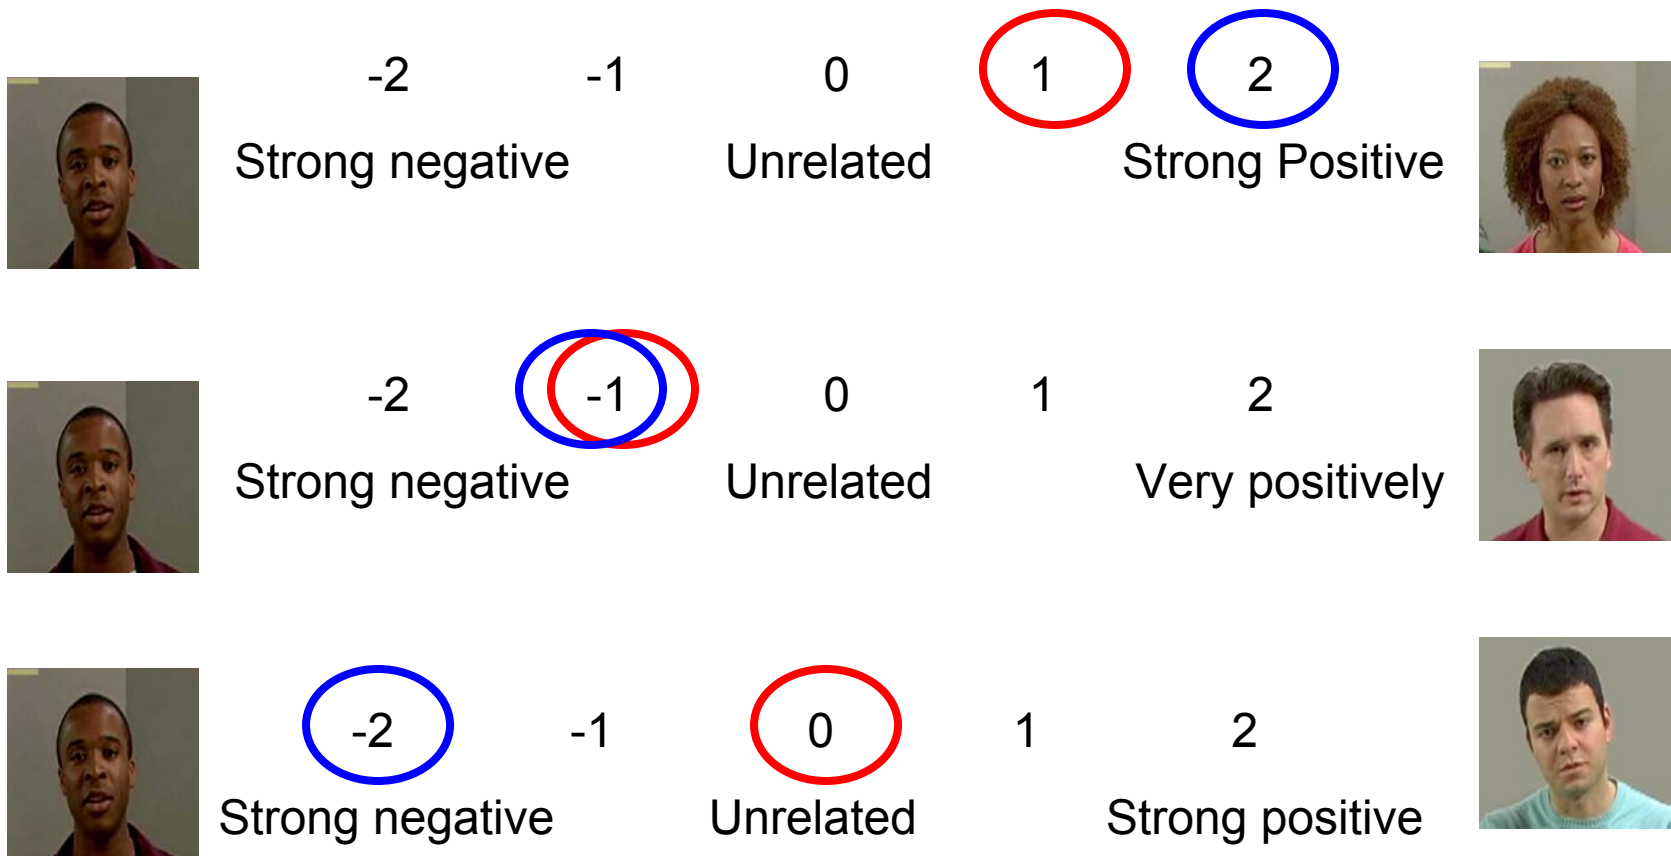 -2 -1 0 1 2
Strong negative Unrelated Strong Positive
-2 -1 0 1 2
Strong negative Unrelated Very positively
-2 -1 0 1 2
Strong negative Unrelated Strong positive